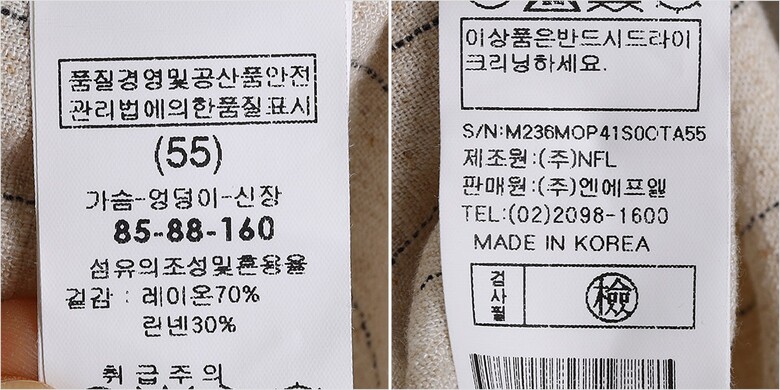 품질경영및공산품안전
관리법에의한품질표시
(55)
가슴-엉덩이-신장
85-88-160
섬유의조성및혼용율
겉감 : 레이온70%
린넨30%
취급주의
이상품은반드시드라이
크리닝하세요.
S/N:M236MOP41S0OTA55
제조원:(주)NFL
판매원:(주)엔에프엘
TEL:(02)2098-1600
MADE IN KOREA
검사필
檢